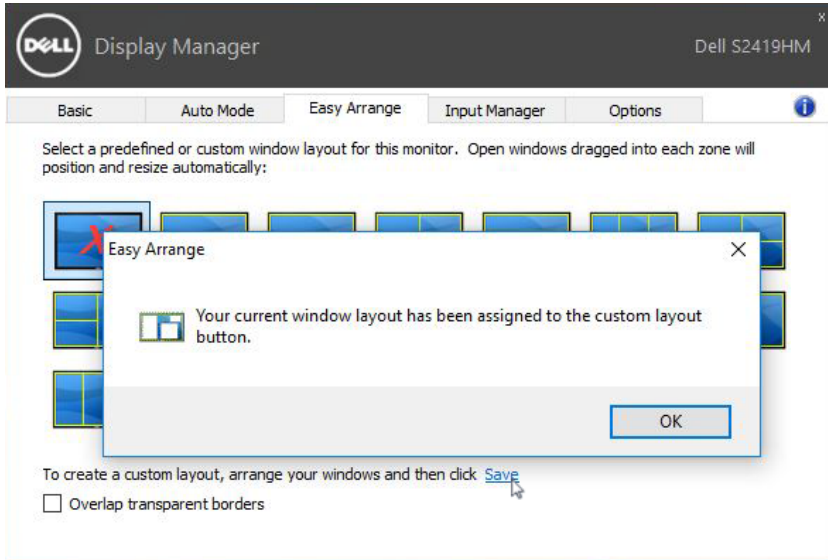 x
DELL
Display Manager
Dell S2419HM
Basic
Auto Mode
Easy Arrange
Input Manager
Options
i
Select a predefined or custom window layout for this monitor. Open windows dragged into each zone will
position and resize automatically:
Easy Arrange
Your current window layout has been assigned to the custom layout
button.
OK
To create a custom layout, arrange your windows and then click Save
Overlap transparent borders